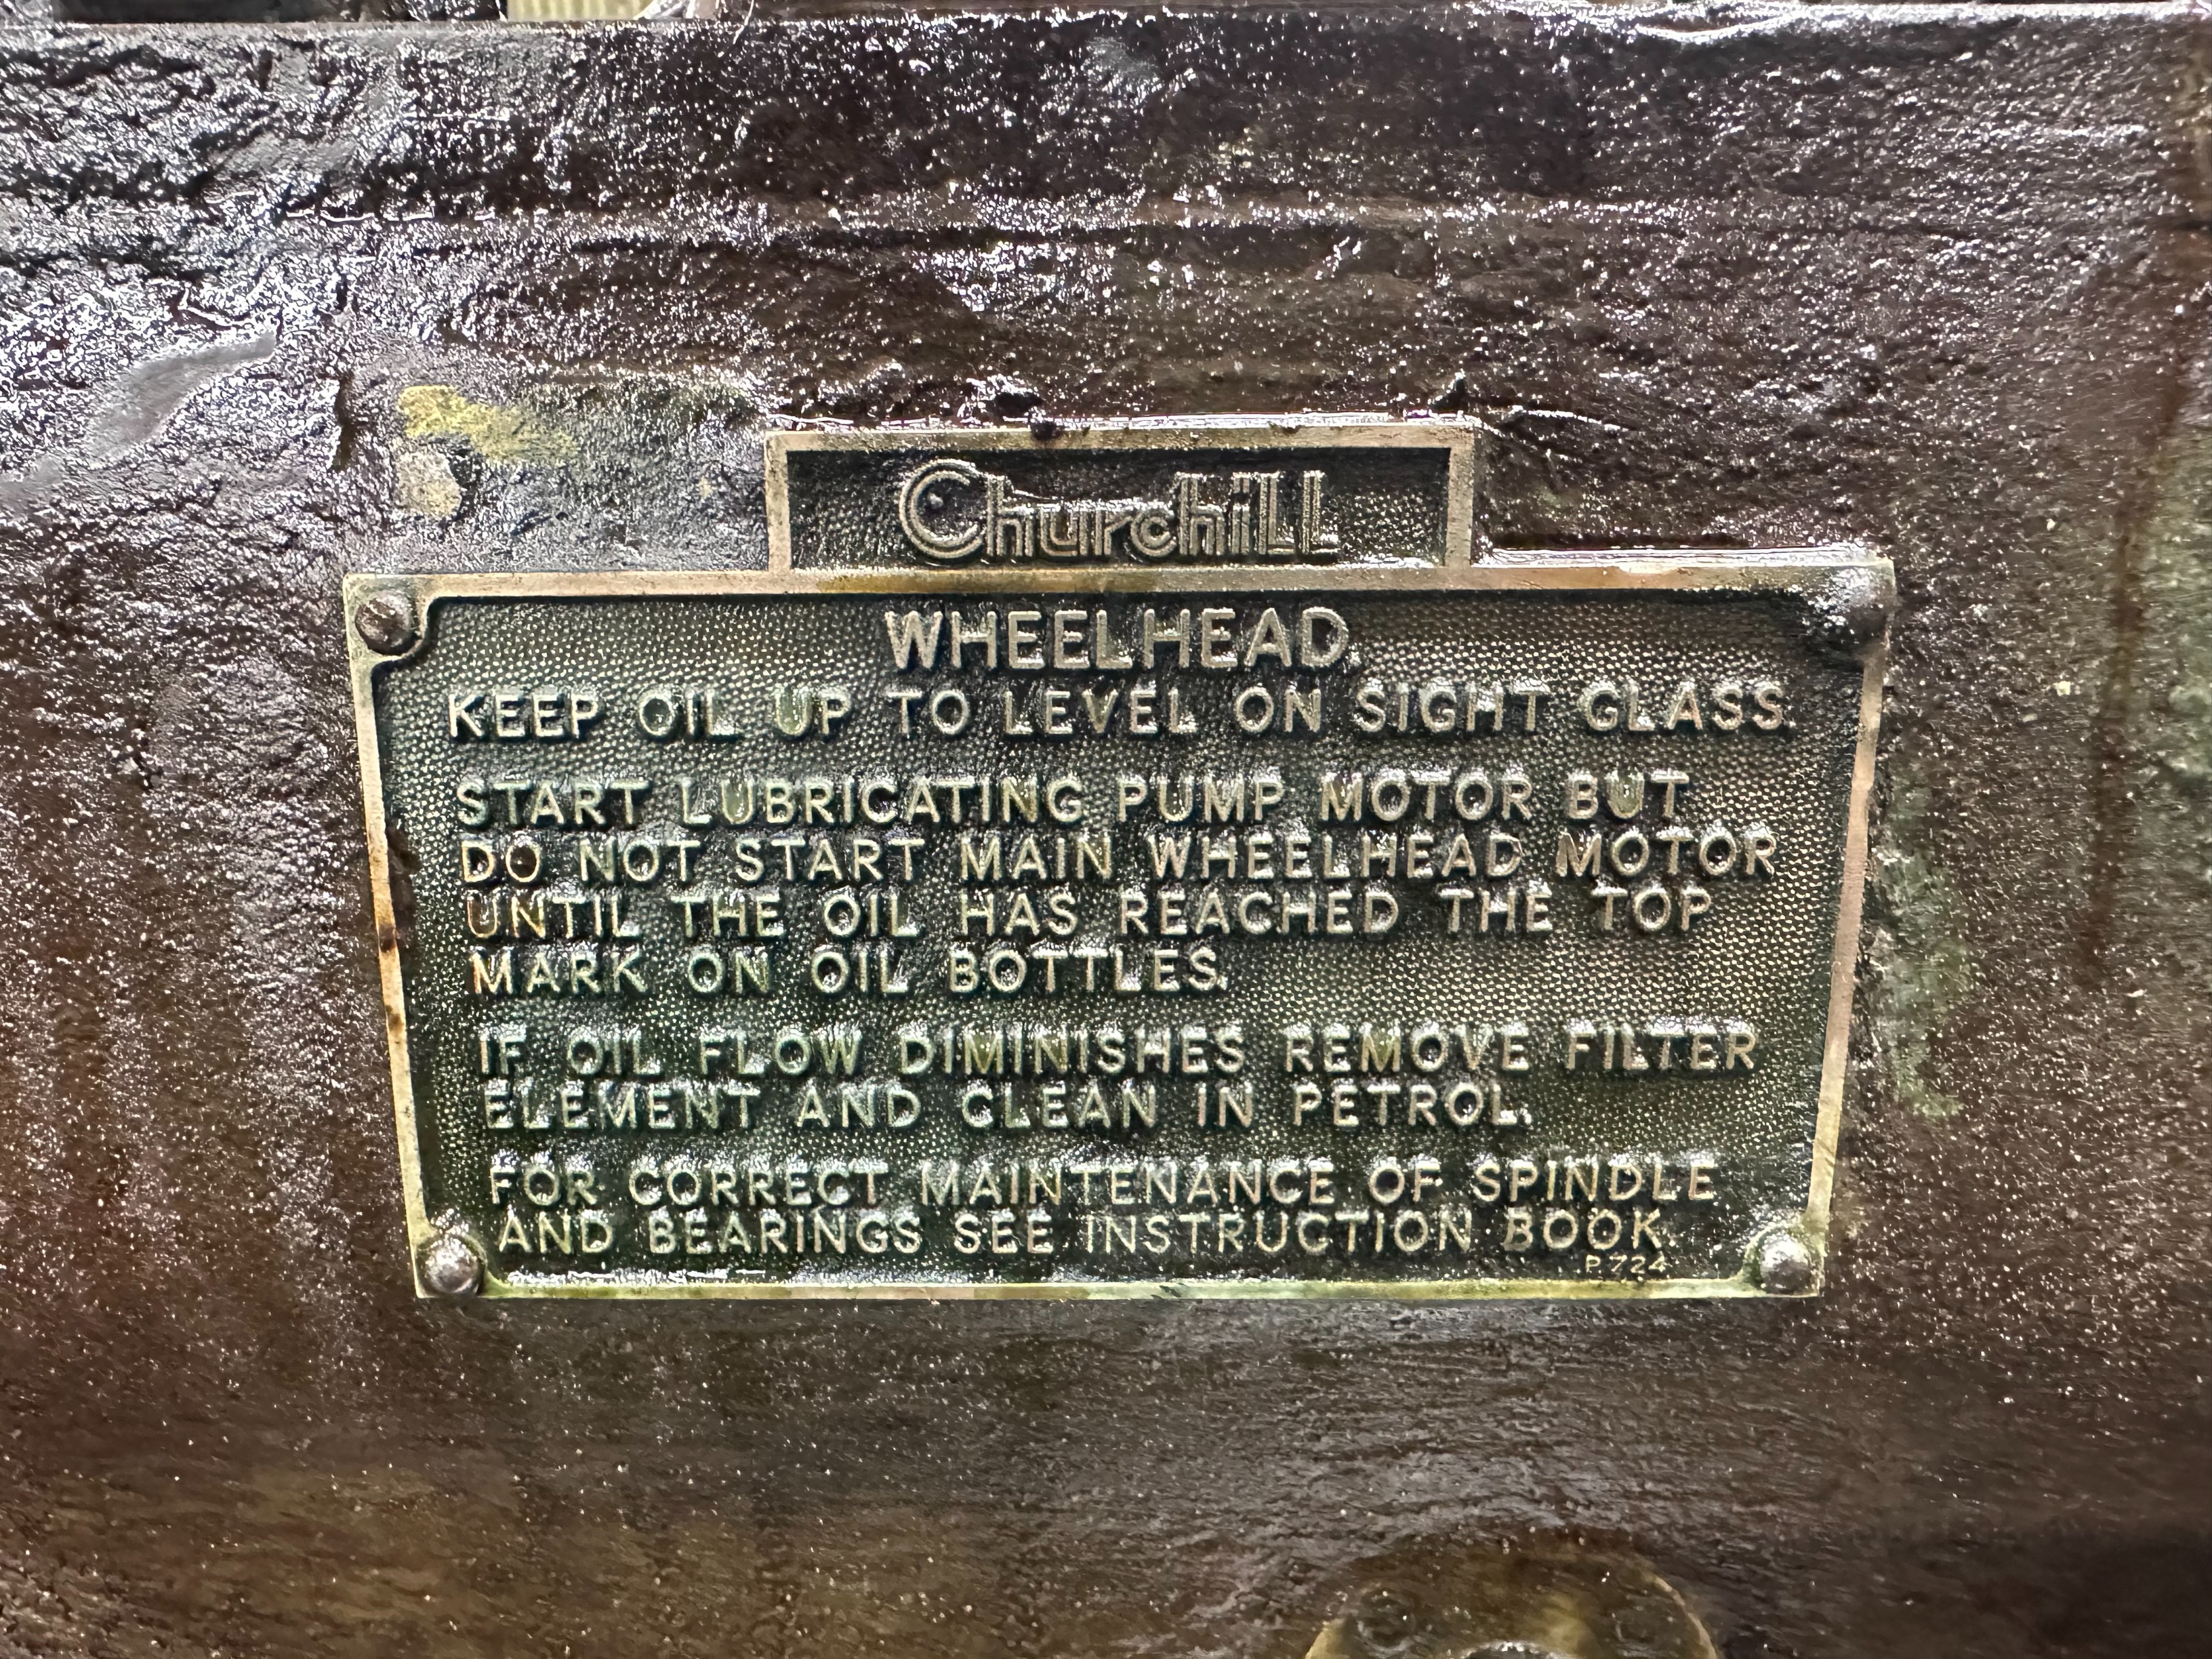 Churchill
WHEELHEAD.
KEEP OIL UP TO LEVEL ON SIGHT GLASS.
START LUBRICATING PUMP MOTOR BUT
DO NOT START MAIN WHEELHEAD MOTOR
UNTIL THE OIL HAS REACHED THE TOP
MARK ON OIL BOTTLES.
IF OIL FLOW DIMINISHES REMOVE FILTER
ELEMENT AND CLEAN IN PETROL.
FOR CORRECT MAINTENANCE OF SPINDLE
AND BEARINGS SEE INSTRUCTION BOOK.
P.724